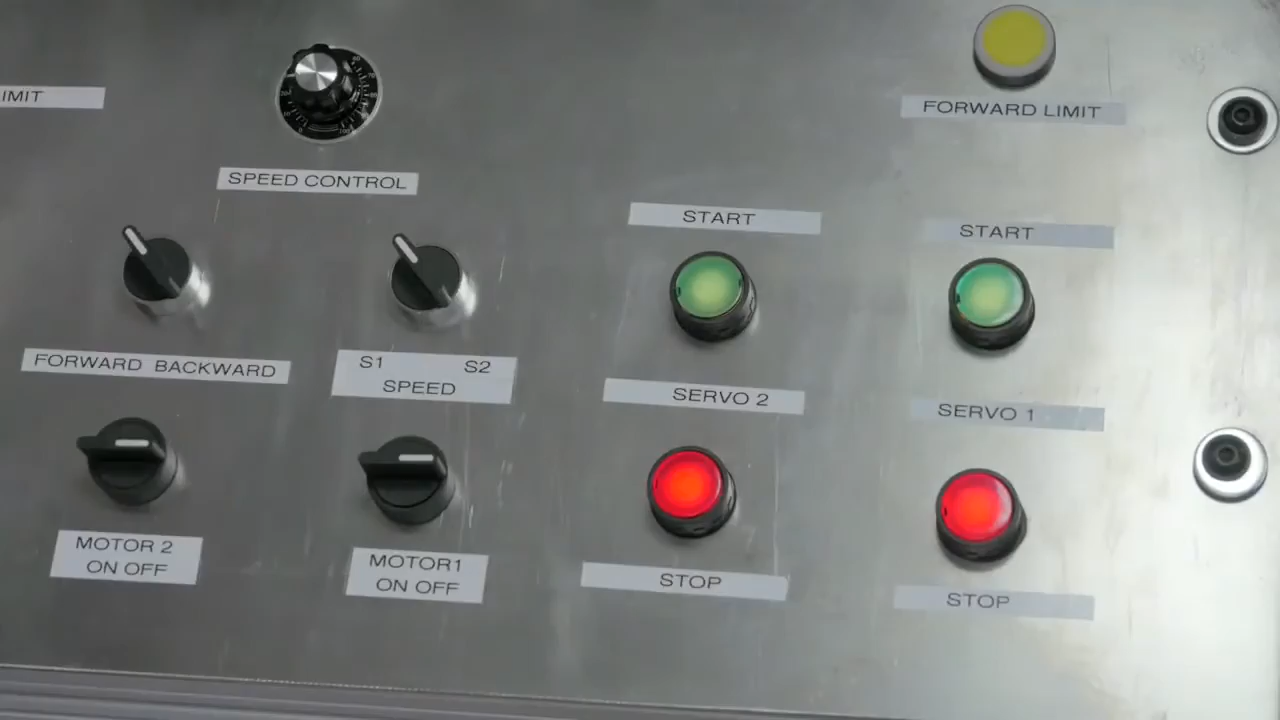 IMIT
FORWARD LIMIT
SPEED CONTROL
START
START
FORWARD BACKWARD
S1 S2
SPEED
SERVO 2
SERVO 1
MOTOR 2
ON OFF
MOTOR1
ON OFF
STOP
STOP